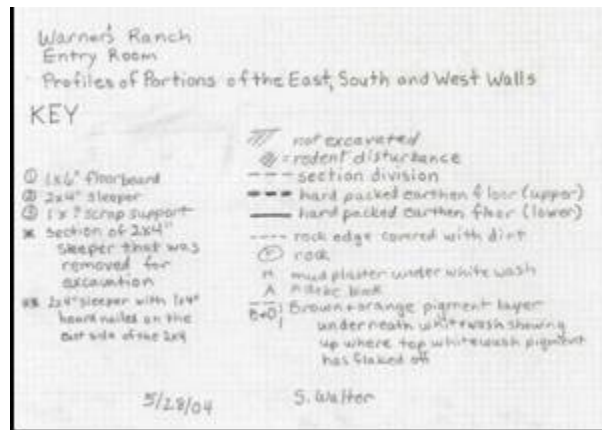 Warner's Ranch
Entry Room
Profiles of Portions of the East, South and West Walls
KEY
① 1x6" floorboard
② 2x4" sleeper
③ 1x? scrap support
* section of 2x4"
sleeper that was
removed for
excavation
** 2x4" sleeper with 1x4"
board nailed on the
east side of the 2x4
not excavated
= rodent disturbance
section division
hard packed earthen floor (upper)
hard packed earthen floor (lower)
rock edge covered with dirt
rock
M mud plaster under white wash
A Adobe block
B+O Brown + orange pigment layer
underneath whitewash showing
up where top whitewash pigment
has flaked off
5/28/04
S. Walter